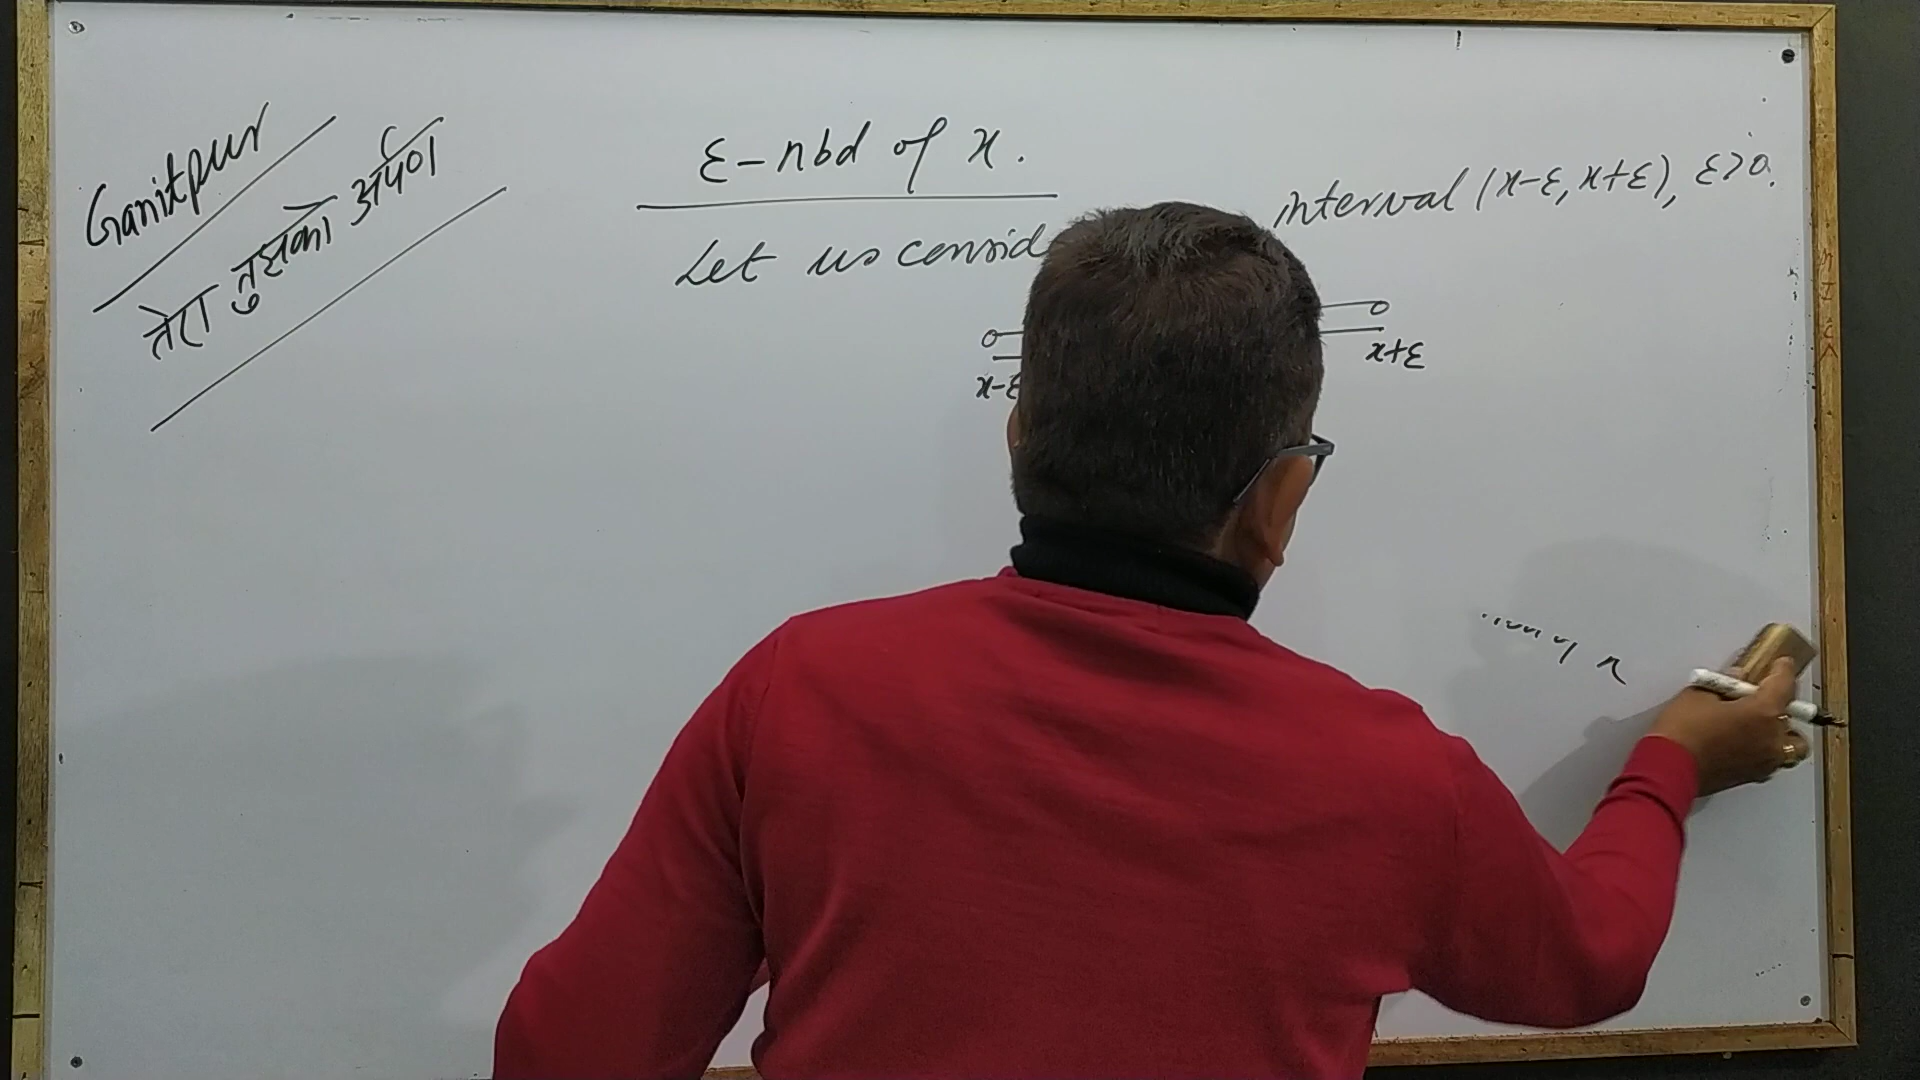 Ganitpur
तेरा तुझको अर्पण
ε-nbd of x.
Let us consid interval (x-ε, x+ε), ε>0.
x-ε x+ε